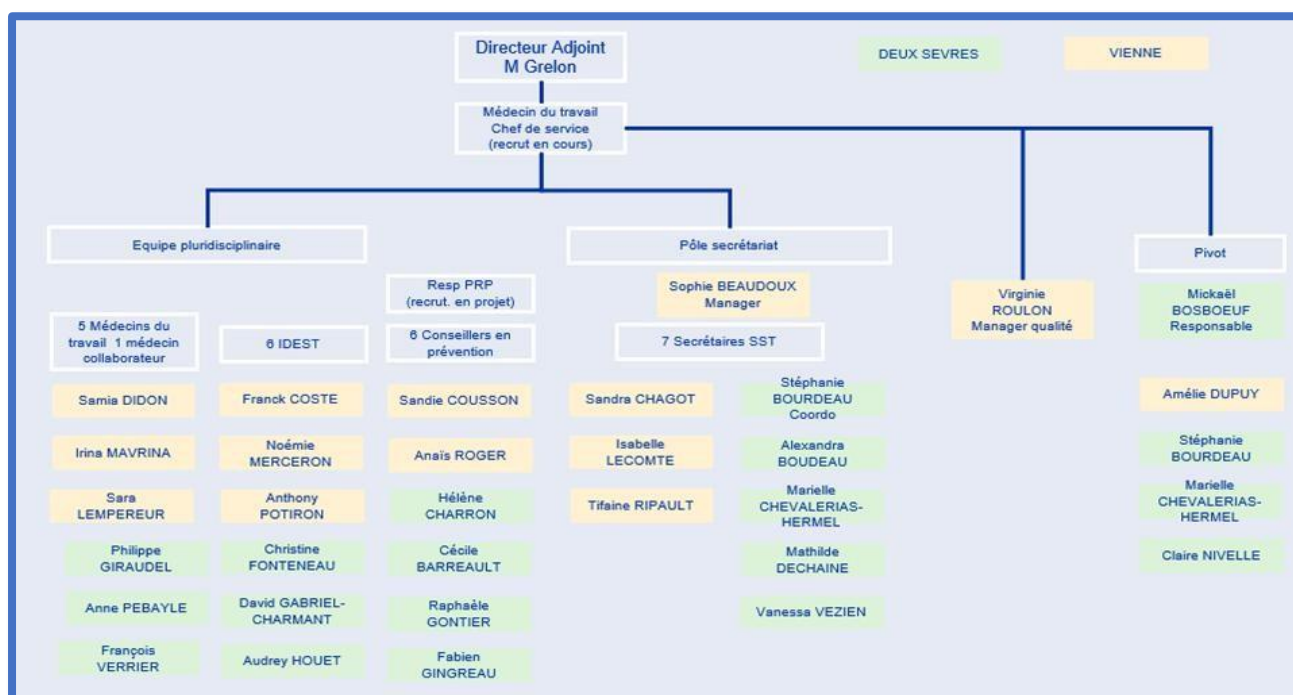 Directeur Adjoint
M Grelon
DEUX SEVRES
VIENNE
Médecin du travail
Chef de service
(recrut en cours)
Equipe pluridisciplinaire
Pôle secrétariat
Pivot
Resp PRP
(recrut. en projet)
Sophie BEAUDOUX
Manager
Virginie
ROULON
Manager qualité
Mickaël
BOSBOEUF
Responsable
5 Médecins du
travail 1 médecin
collaborateur
6 IDEST
6 Conseillers en
prévention
7 Secrétaires SST
Samia DIDON
Irina MAVRINA
Sara
LEMPEREUR
Philippe
GIRAUDEL
Anne PEBAYLE
François
VERRIER
Franck COSTE
Noémie
MERCERON
Anthony
POTIRON
Christine
FONTENEAU
David GABRIEL-
CHARMANT
Audrey HOUET
Sandie COUSSON
Anaïs ROGER
Hélène
CHARRON
Cécile
BARREAULT
Raphaèle
GONTIER
Fabien
GINGREAU
Sandra CHAGOT
Isabelle
LECOMTE
Tifaine RIPAULT
Stéphanie
BOURDEAU
Coordo
Alexandra
BOUDEAU
Marielle
CHEVALERIAS-
HERMEL
Mathilde
DECHAINE
Vanessa VEZIEN
Amélie DUPUY
Stéphanie
BOURDEAU
Marielle
CHEVALERIAS-
HERMEL
Claire NIVELLE